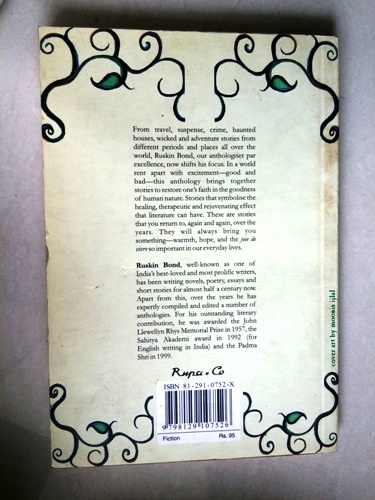 From travel, suspense, crime, haunted
houses, wicked and adventure stories from
different periods and places all over the
world, Ruskin Bond, our anthologiser par
excellence, now shifts his focus. In a world
rent apart with excitement—good and
bad—this anthology brings together
stories to restore one's faith in the goodness
of human nature. Stories that symbolise the
healing, therapeutic and rejuvenating effect
that literature can have. These are stories
that you return to, again and again, over the
years. They will always bring you
something—warmth, hope, and the joie de
vivre so important in our everyday lives.
Ruskin Bond, well-known as one of
India's best-loved and most prolific writers,
has been writing novels, poetry, essays and
short stories for almost half a century now.
Apart from this, over the years he has
expertly compiled and edited a number of
anthologies. For his outstanding literary
contribution, he was awarded the John
Llewellyn Rhys Memorial Prize in 1957, the
Sahitya Akademi award in 1992 (for
English writing in India) and the Padma
Shri in 1999.
cover art by moonis ijlal
Rupa & Co
ISBN 81-291-0752-X
9798129107526
Fiction Rs. 95